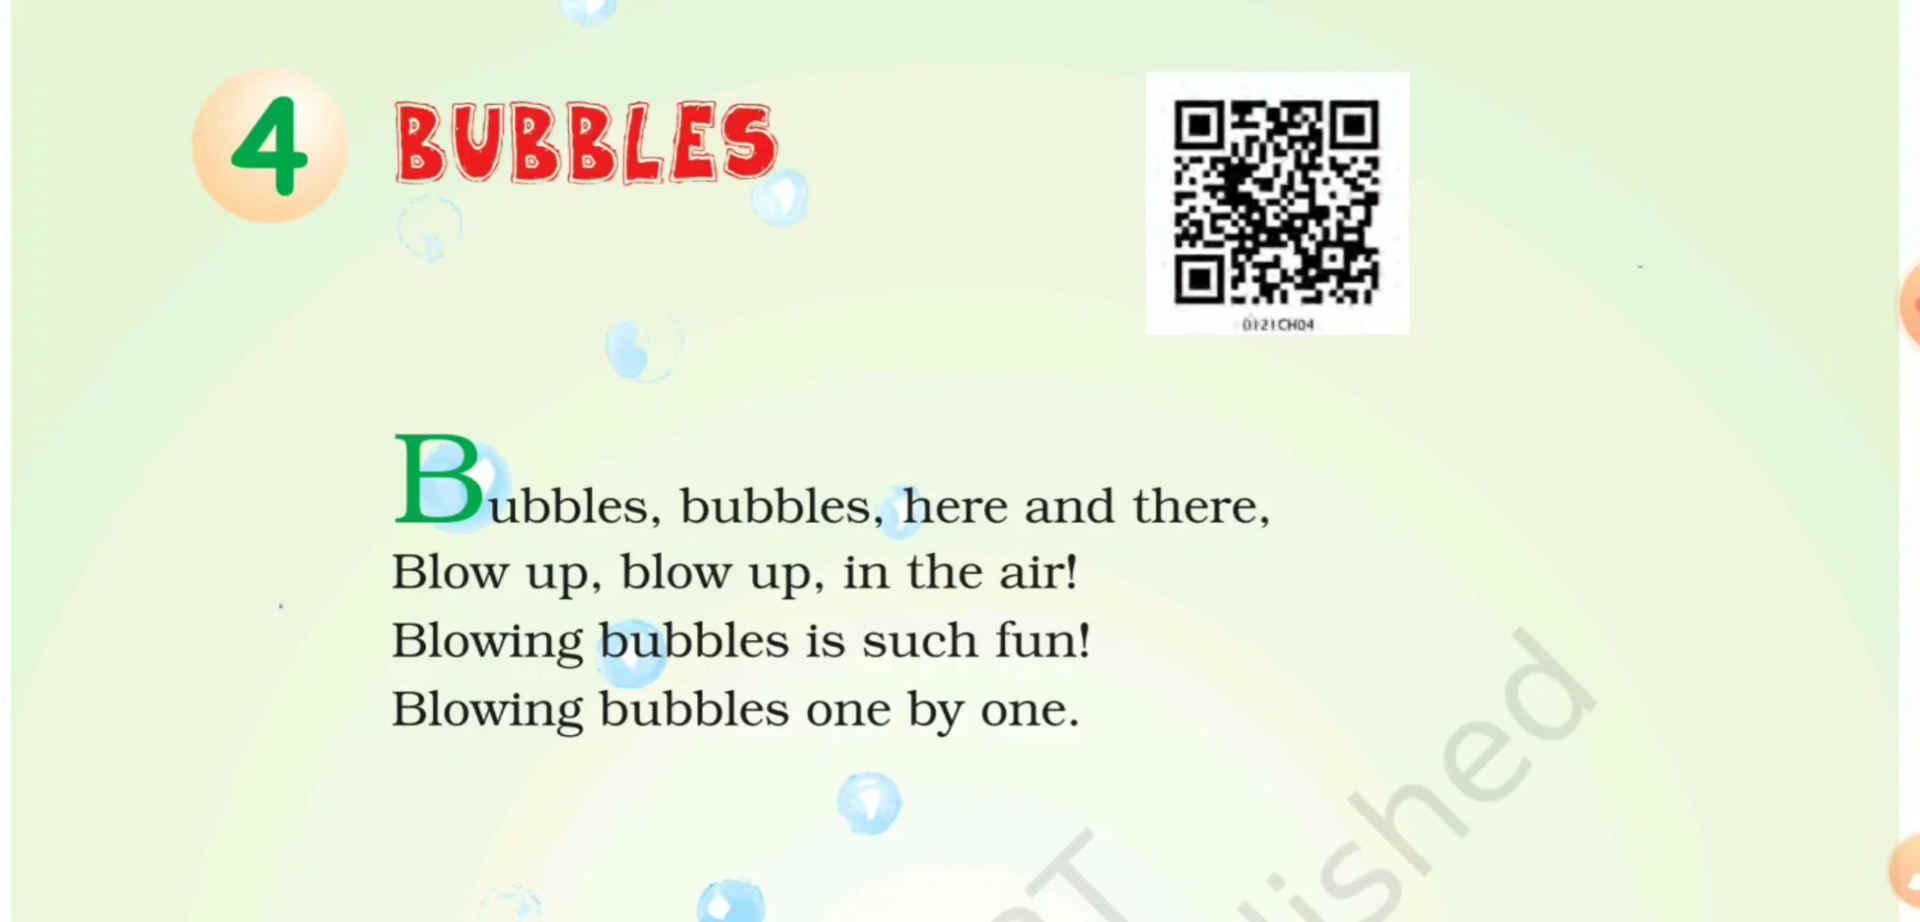 4 BUBBLES
0121CH04
Bubbles, bubbles, here and there,
Blow up, blow up, in the air!
Blowing bubbles is such fun!
Blowing bubbles one by one.